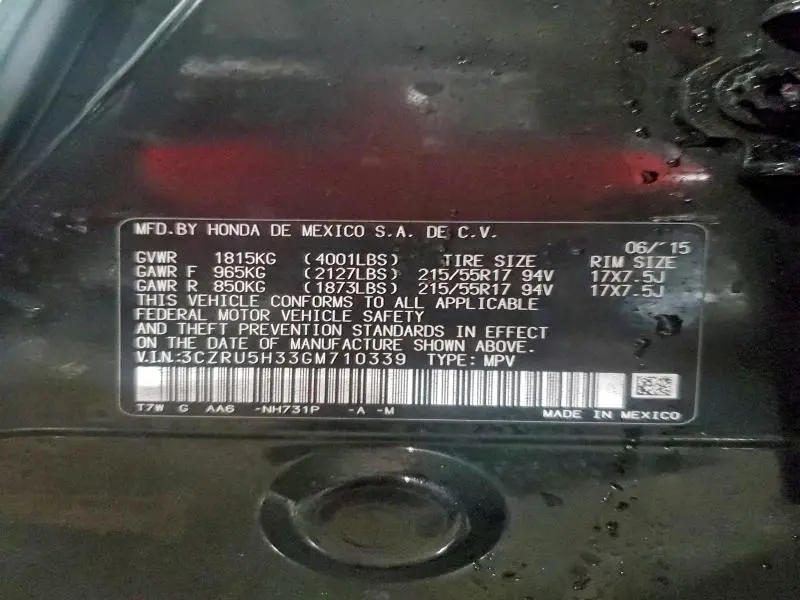 MFD.BY HONDA DE MEXICO S.A. DE C.V.
06/'15
GVWR 1815KG (4001LBS) TIRE SIZE RIM SIZE
GAWR F 965KG (2127LBS) 215/55R17 94V 17X7.5J
GAWR R 850KG (1873LBS) 215/55R17 94V 17X7.5J
THIS VEHICLE CONFORMS TO ALL APPLICABLE
FEDERAL MOTOR VEHICLE SAFETY
AND THEFT PREVENTION STANDARDS IN EFFECT
ON THE DATE OF MANUFACTURE SHOWN ABOVE.
V.I.N.:3CZRU5H33GM710339 TYPE: MPV
T7W G AA6 -NH731P -A -M MADE IN MEXICO